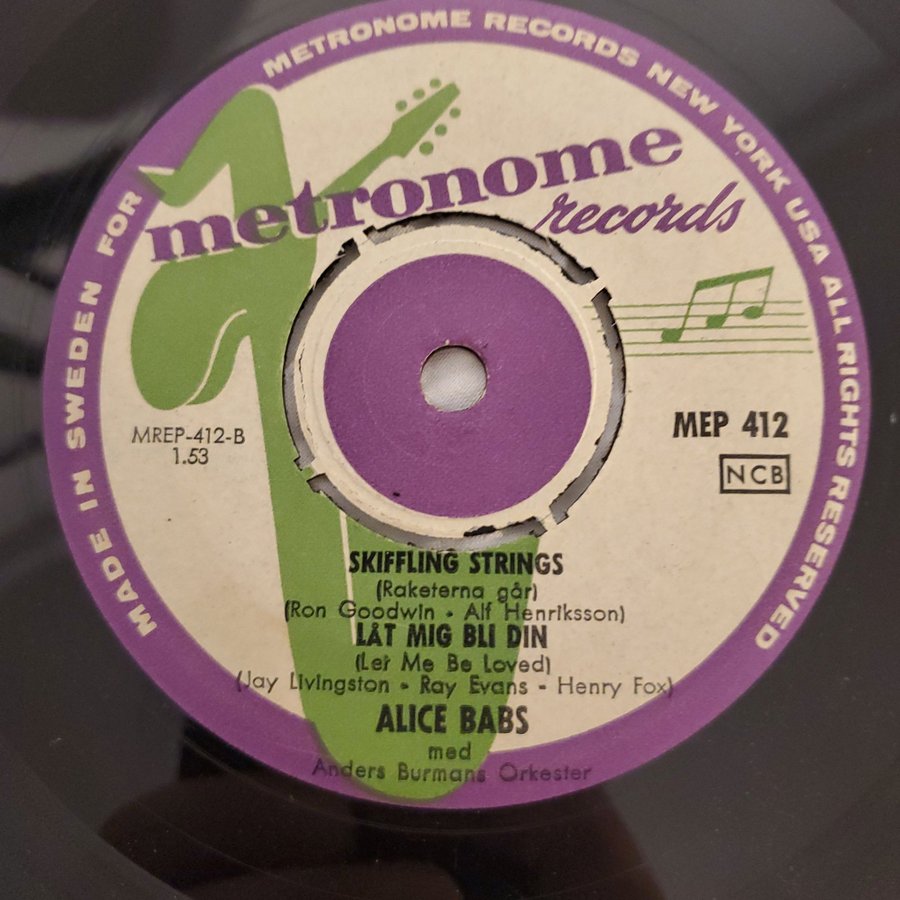 MADE IN SWEDEN FOR METRONOME RECORDS NEW YORK USA ALL RIGHTS RESERVED
metronome
records
MREP-412-B
1.53
MEP 412
NCB
SKIFFLING STRINGS
(Raketerna går)
(Ron Goodwin - Alf Henriksson)
LÅT MIG BLI DIN
(Let Me Be Loved)
(Jay Livingston - Ray Evans - Henry Fox)
ALICE BABS
med
Anders Burmans Orkester